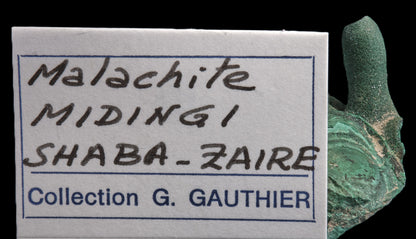 Malachite
MIDINGI
SHABA-ZAIRE
Collection G. GAUTHIER